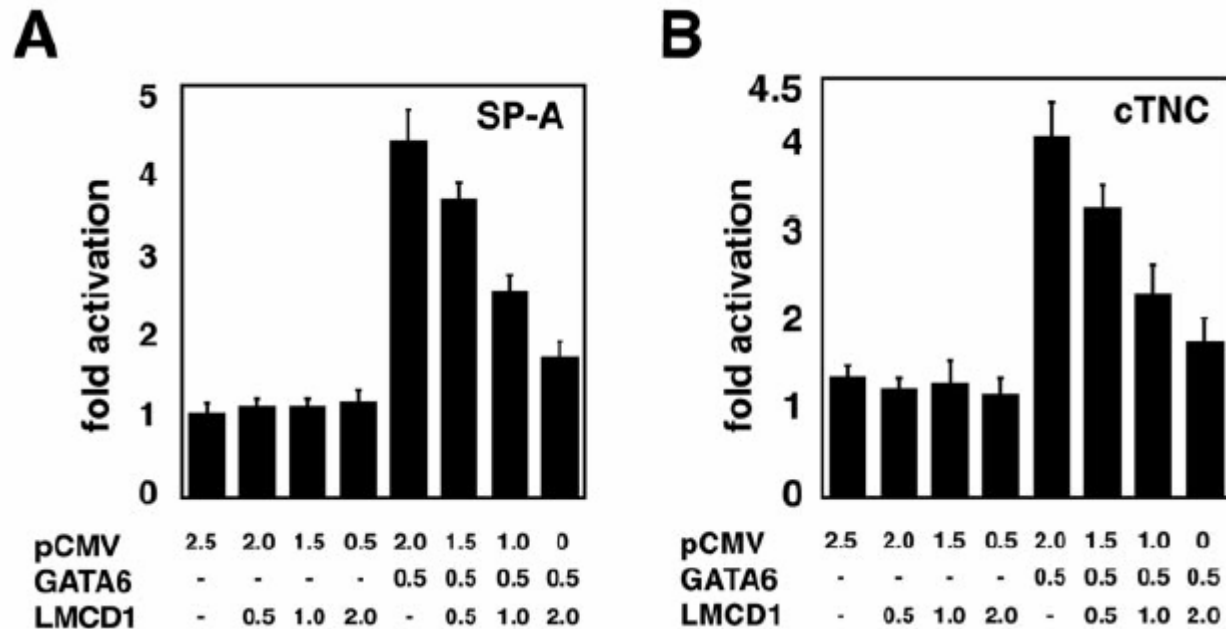 A
5
4
3
2
1
0
fold activation
SP-A
pCMV 2.5 2.0 1.5 0.5 2.0 1.5 1.0 0
GATA6 - - - - 0.5 0.5 0.5 0.5
LMCD1 - 0.5 1.0 2.0 - 0.5 1.0 2.0
B
4.5
4
3
2
1
0
fold activation
cTNC
pCMV 2.5 2.0 1.5 0.5 2.0 1.5 1.0 0
GATA6 - - - - 0.5 0.5 0.5 0.5
LMCD1 - 0.5 1.0 2.0 - 0.5 1.0 2.0